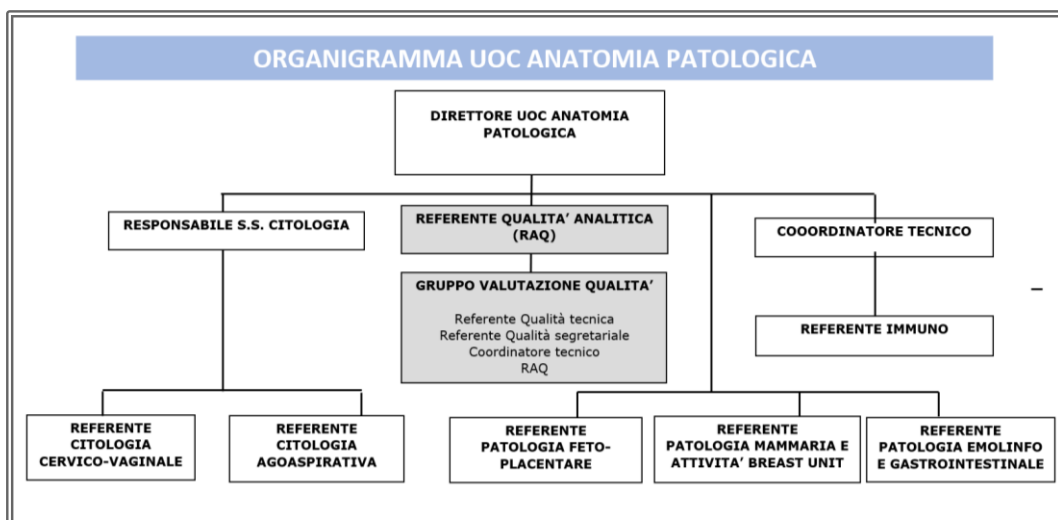 ORGANIGRAMMA UOC ANATOMIA PATOLOGICA
DIRETTORE UOC ANATOMIA
PATOLOGICA
RESPONSABILE S.S. CITOLOGIA
REFERENTE QUALITA’ ANALITICA
(RAQ)
COOORDINATORE TECNICO
GRUPPO VALUTAZIONE QUALITA’
Referente Qualità tecnica
Referente Qualità segretariale
Coordinatore tecnico
RAQ
REFERENTE IMMUNO
REFERENTE
CITOLOGIA
CERVICO-VAGINALE
REFERENTE
CITOLOGIA
AGOASPIRATIVA
REFERENTE
PATOLOGIA FETO-
PLACENTARE
REFERENTE
PATOLOGIA MAMMARIA E
ATTIVITA’ BREAST UNIT
REFERENTE
PATOLOGIA EMOLINFO
E GASTROINTESTINALE